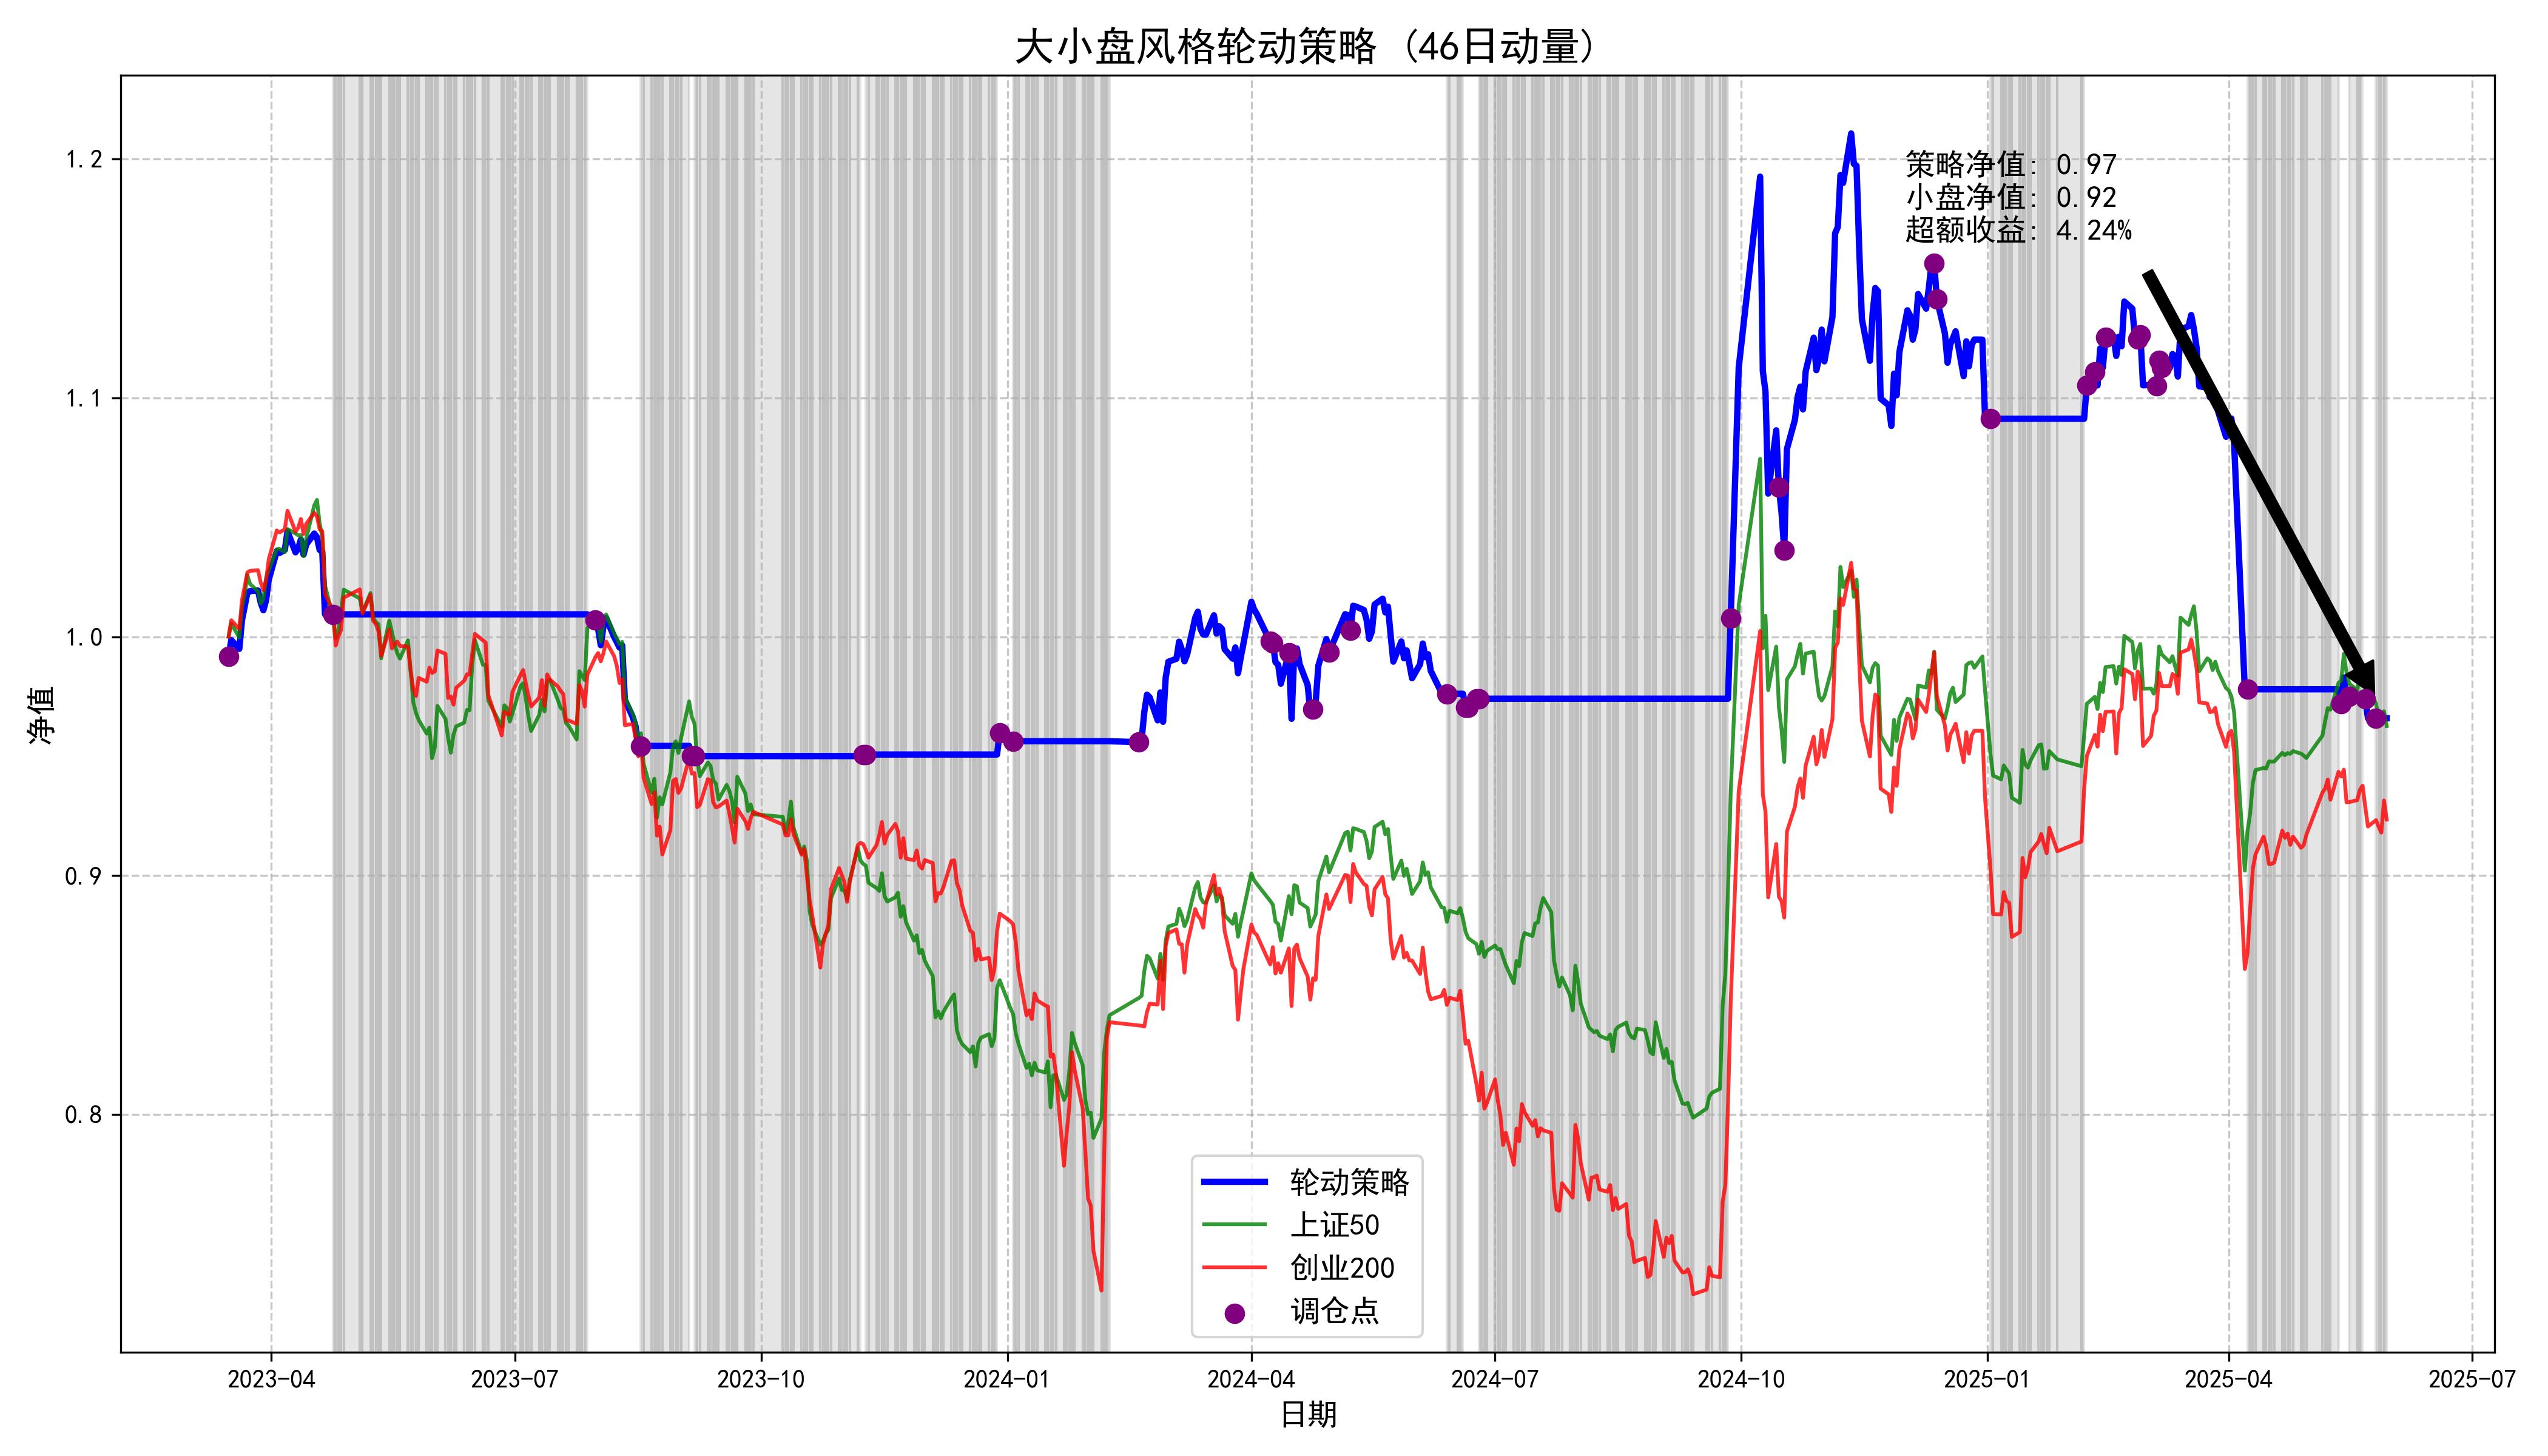 大小盘风格轮动策略 (46日动量)
净值
1.2
1.1
1.0
0.9
0.8
策略净值: 0.97
小盘净值: 0.92
超额收益: 4.24%
轮动策略
上证50
创业200
调仓点
2023-04
2023-07
2023-10
2024-01
2024-04
2024-07
2024-10
2025-01
2025-04
2025-07
日期